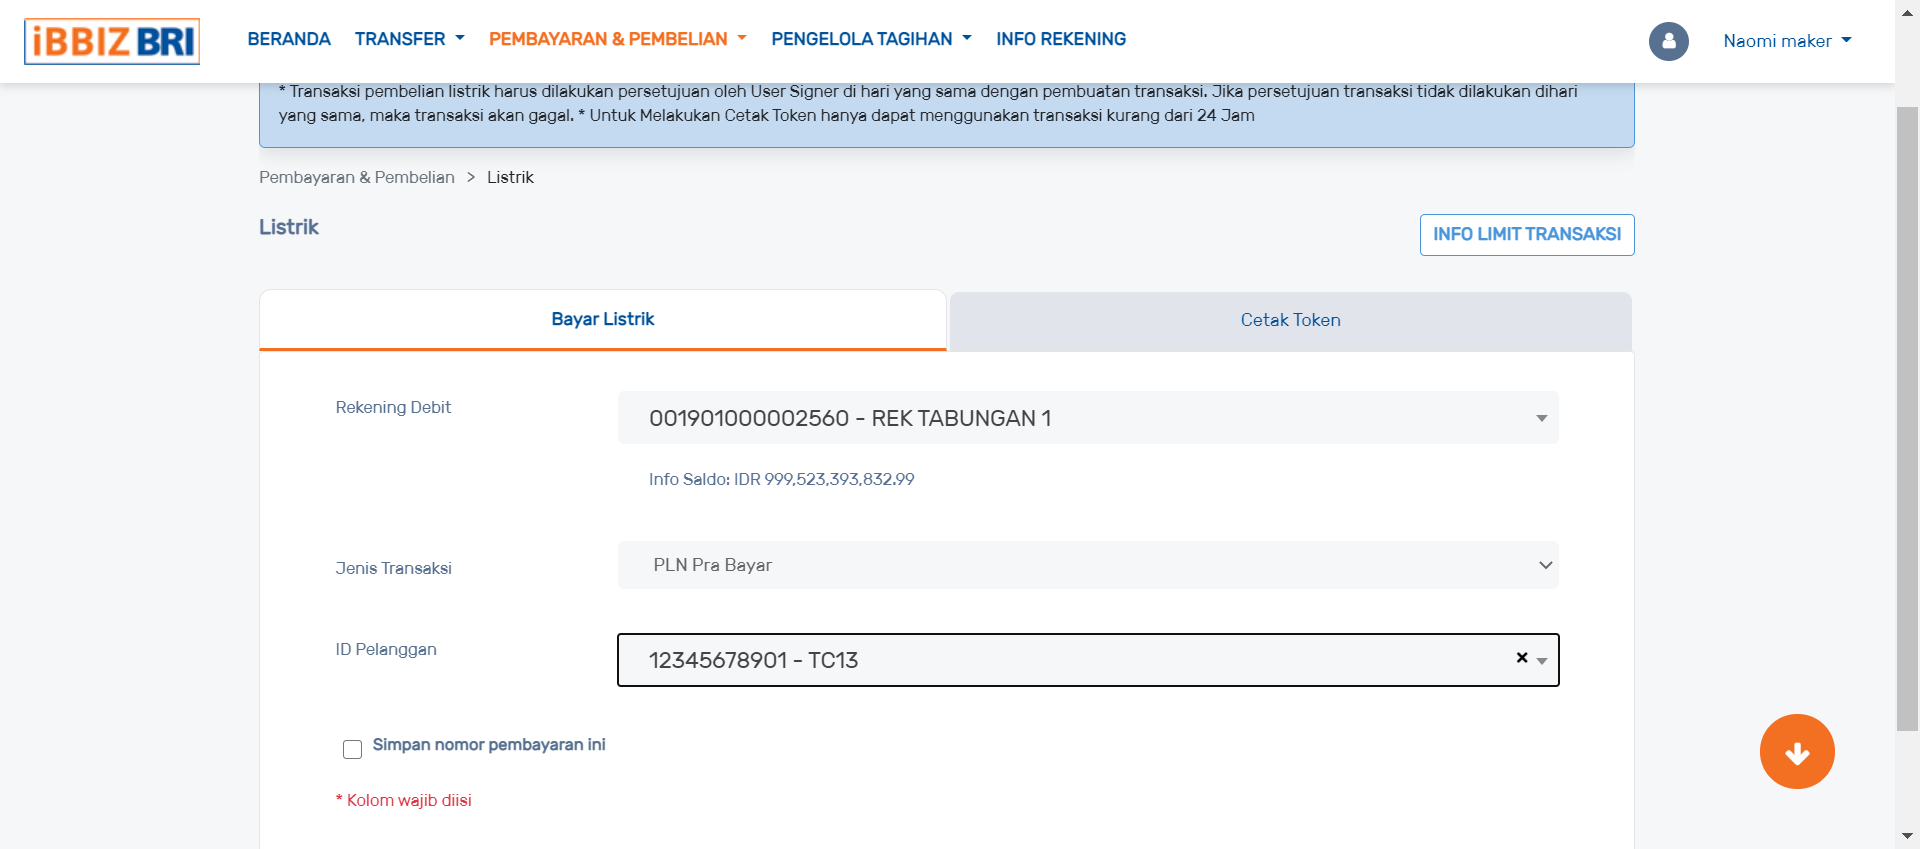 iBBIZ BRI
BERANDA
TRANSFER
PEMBAYARAN & PEMBELIAN
PENGELOLA TAGIHAN
INFO REKENING
Naomi maker
* Transaksi pembelian listrik harus dilakukan persetujuan oleh User Signer di hari yang sama dengan pembuatan transaksi. Jika persetujuan transaksi tidak dilakukan dihari
yang sama, maka transaksi akan gagal. * Untuk Melakukan Cetak Token hanya dapat menggunakan transaksi kurang dari 24 Jam
Pembayaran & Pembelian > Listrik
Listrik
INFO LIMIT TRANSAKSI
Bayar Listrik
Cetak Token
Rekening Debit
001901000002560 - REK TABUNGAN 1
Info Saldo: IDR 999,523,393,832.99
Jenis Transaksi
PLN Pra Bayar
ID Pelanggan
12345678901 - TC13
×
Simpan nomor pembayaran ini
* Kolom wajib diisi